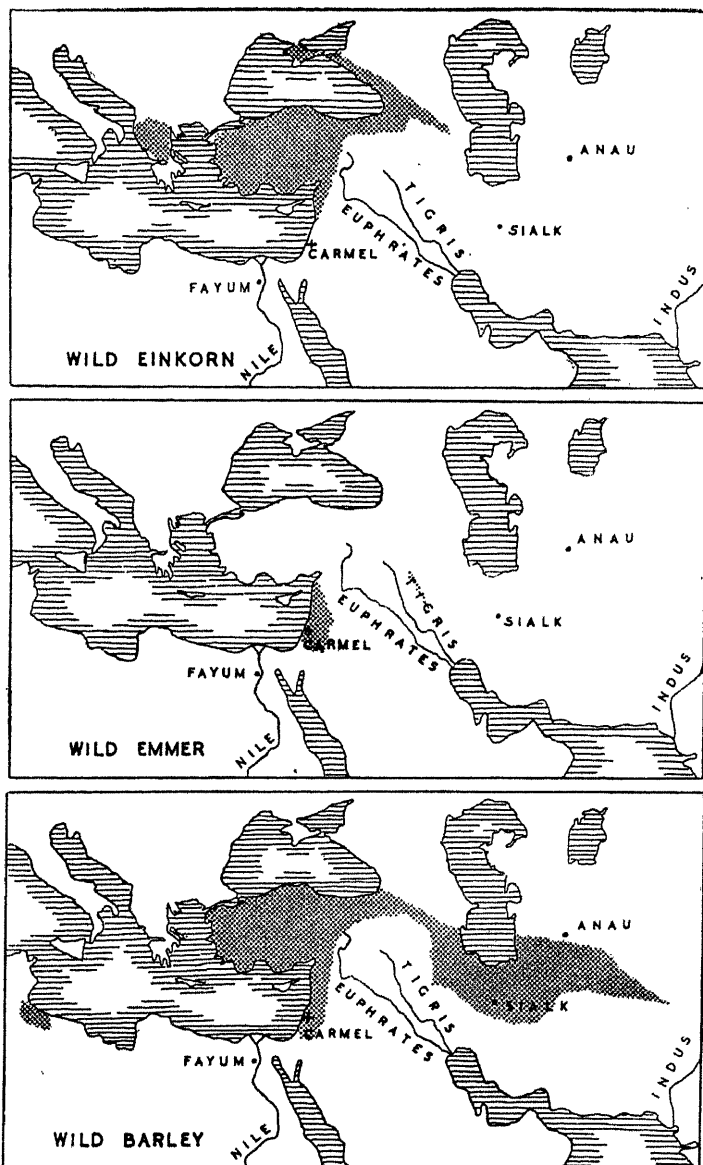 ANAU
TIGRIS
SIALK
EUPHRATES
CARMEL
FAYUM
INDUS
NILE
WILD EINKORN
ANAU
TIGRIS
SIALK
EUPHRATES
CARMEL
FAYUM
INDUS
NILE
WILD EMMER
ANAU
TIGRIS
SIALK
EUPHRATES
CARMEL
FAYUM
INDUS
NILE
WILD BARLEY